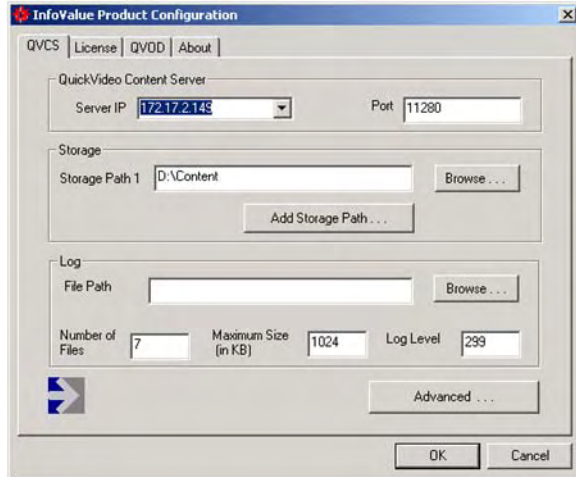 InfoValue Product Configuration
QVCS License QVOD About
QuickVideo Content Server
Server IP 172.17.2.149 Port 11280
Storage
Storage Path 1 D:\Content Browse . . .
Add Storage Path . . .
Log
File Path Browse . . .
Number of Files 7 Maximum Size (in KB) 1024 Log Level 299
Advanced . . .
OK Cancel